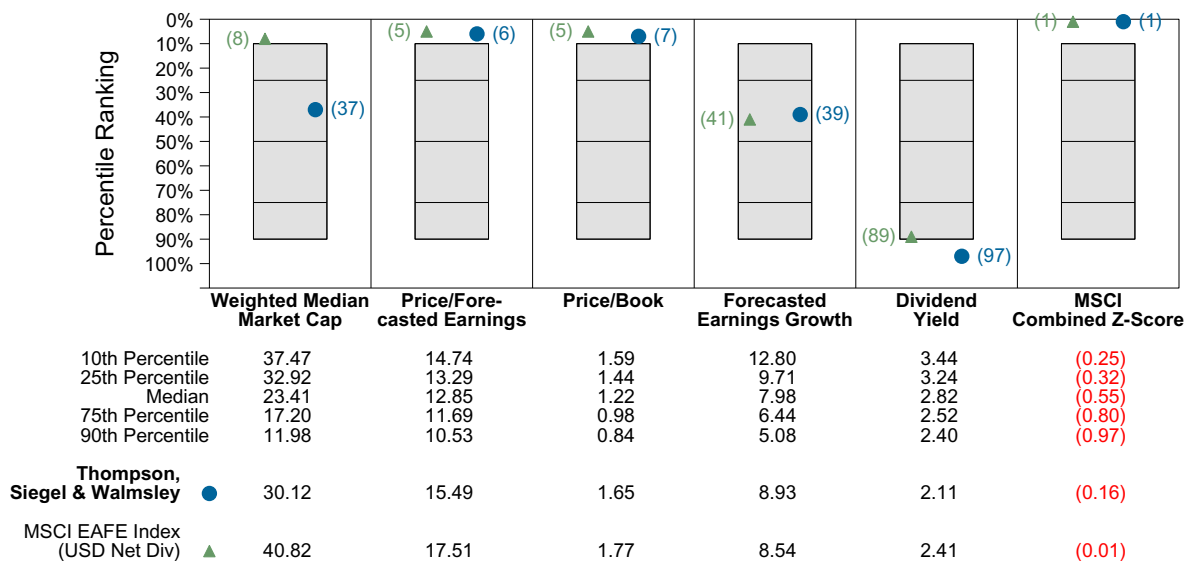 Percentile Ranking
0%
10%
20%
30%
40%
50%
60%
70%
80%
90%
100%
(8)
(37)
(5)
(6)
(5)
(7)
(41)
(39)
(89)
(97)
(1)
(1)
Weighted Median
Market Cap
Price/Fore-
casted Earnings
Price/Book
Forecasted
Earnings Growth
Dividend
Yield
MSCI
Combined Z-Score
10th Percentile 37.47 14.74 1.59 12.80 3.44 (0.25)
25th Percentile 32.92 13.29 1.44 9.71 3.24 (0.32)
Median 23.41 12.85 1.22 7.98 2.82 (0.55)
75th Percentile 17.20 11.69 0.98 6.44 2.52 (0.80)
90th Percentile 11.98 10.53 0.84 5.08 2.40 (0.97)
Thompson,
Siegel & Walmsley 30.12 15.49 1.65 8.93 2.11 (0.16)
MSCI EAFE Index
(USD Net Div) 40.82 17.51 1.77 8.54 2.41 (0.01)